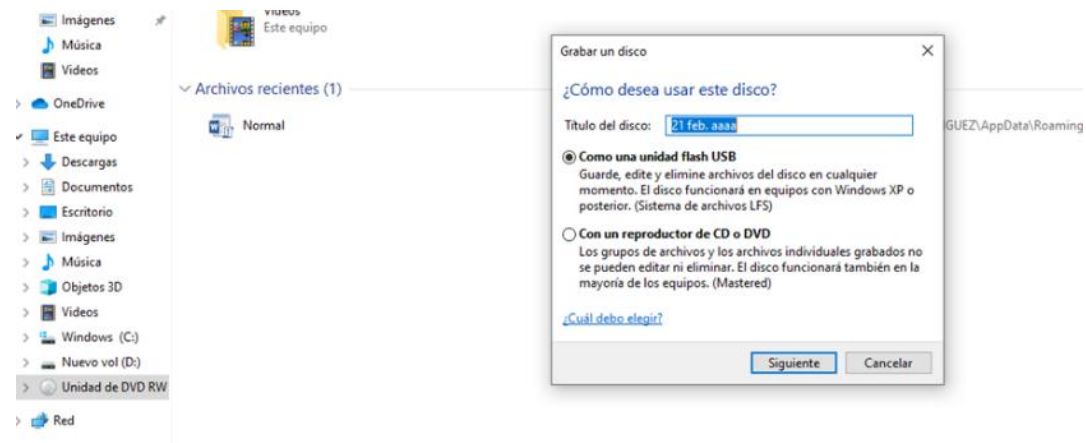 Imágenes
Música
Videos
OneDrive
Este equipo
Descargas
Documentos
Escritorio
Imágenes
Música
Objetos 3D
Videos
Windows (C:)
Nuevo vol (D:)
Unidad de DVD RW
Red
Videos
Este equipo
Archivos recientes (1)
Normal
GUEZ\AppData\Roaming
Grabar un disco
¿Cómo desea usar este disco?
Título del disco: 21 feb. aaaa
Como una unidad flash USB
Guarde, edite y elimine archivos del disco en cualquier
momento. El disco funcionará en equipos con Windows XP o
posterior. (Sistema de archivos LFS)
Con un reproductor de CD o DVD
Los grupos de archivos y los archivos individuales grabados no
se pueden editar ni eliminar. El disco funcionará también en la
mayoría de los equipos. (Mastered)
¿Cuál debo elegir?
Siguiente Cancelar